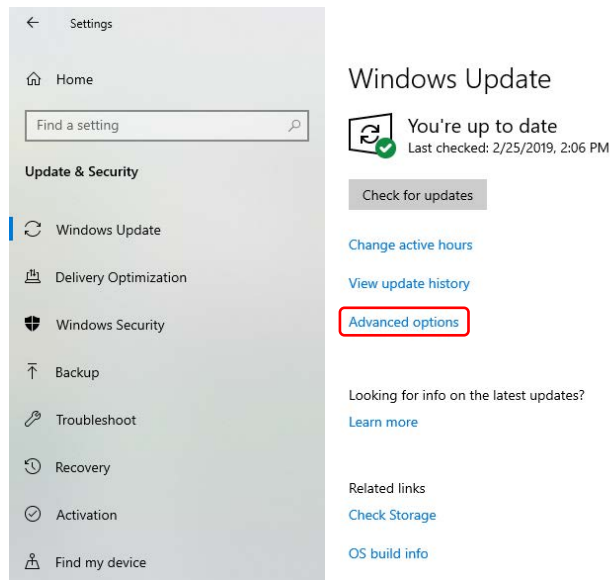 Settings
Home
Find a setting
Update & Security
Windows Update
Delivery Optimization
Windows Security
Backup
Troubleshoot
Recovery
Activation
Find my device
Windows Update
You're up to date
Last checked: 2/25/2019, 2:06 PM
Check for updates
Change active hours
View update history
Advanced options
Looking for info on the latest updates?
Learn more
Related links
Check Storage
OS build info